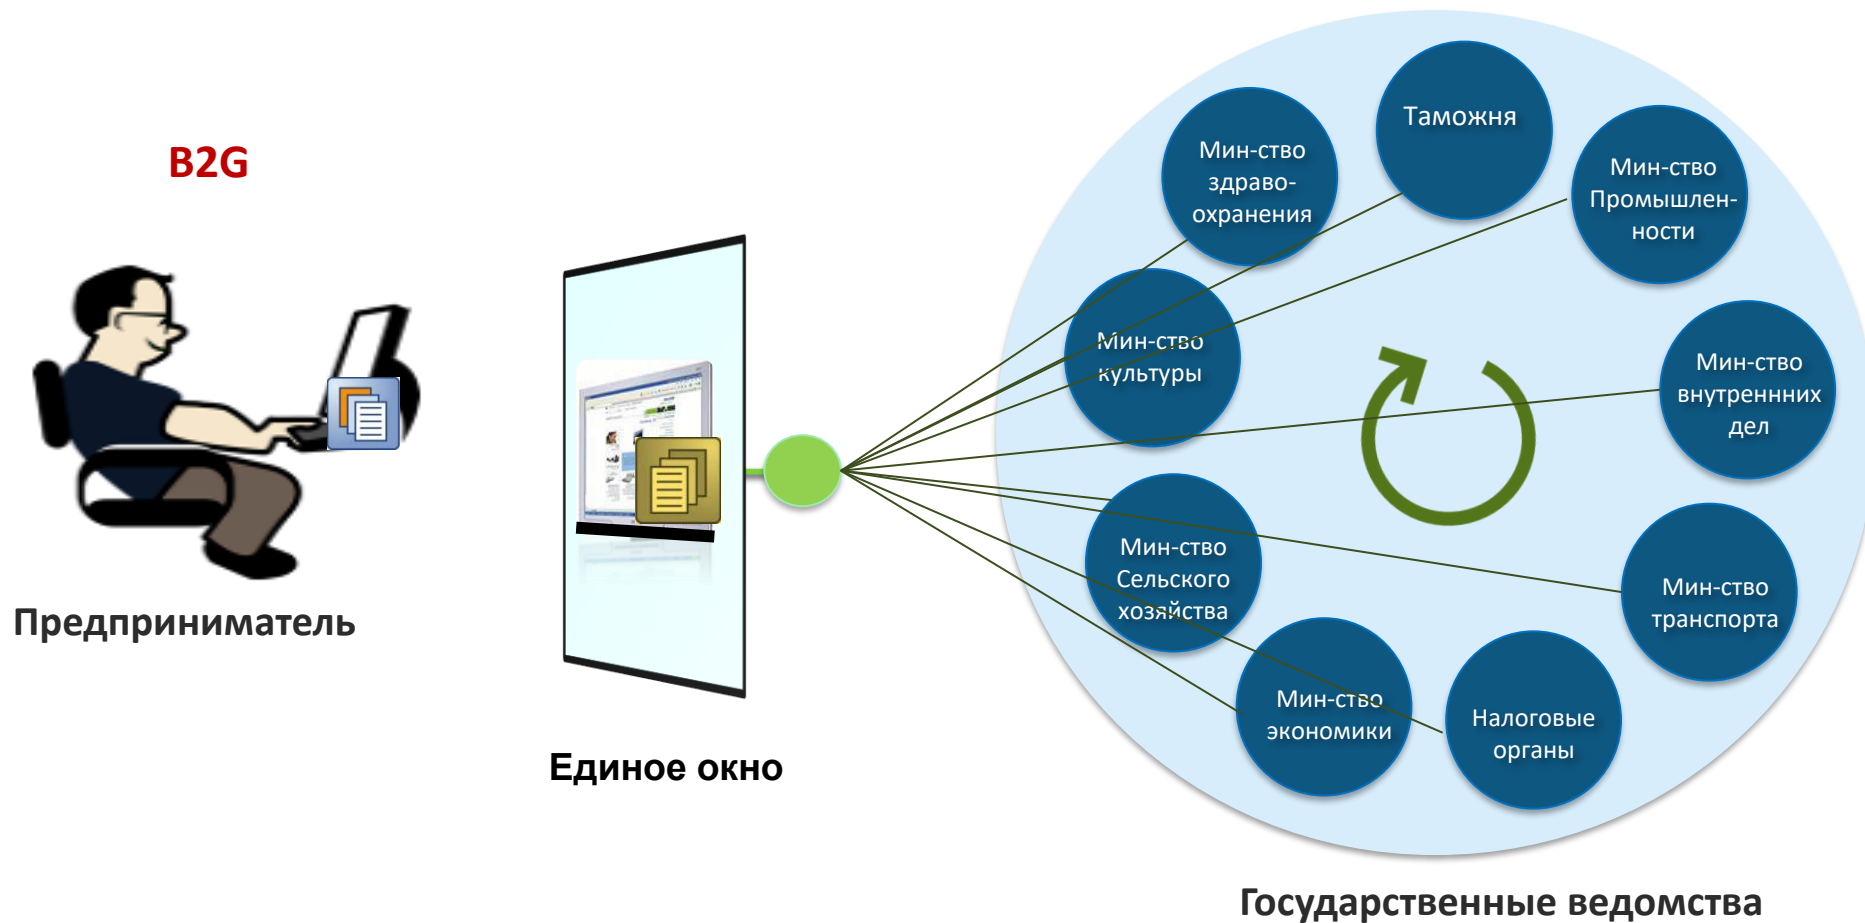 B2G
Предприниматель
Единое окно
Таможня
Мин-ство
здраво-
охранения
Мин-ство
Промышлен-
ности
Мин-ство
культуры
Мин-ство
внутреннних
дел
Мин-ство
Сельского
хозяйства
Мин-ство
транспорта
Мин-ство
экономики
Налоговые
органы
Государственные ведомства